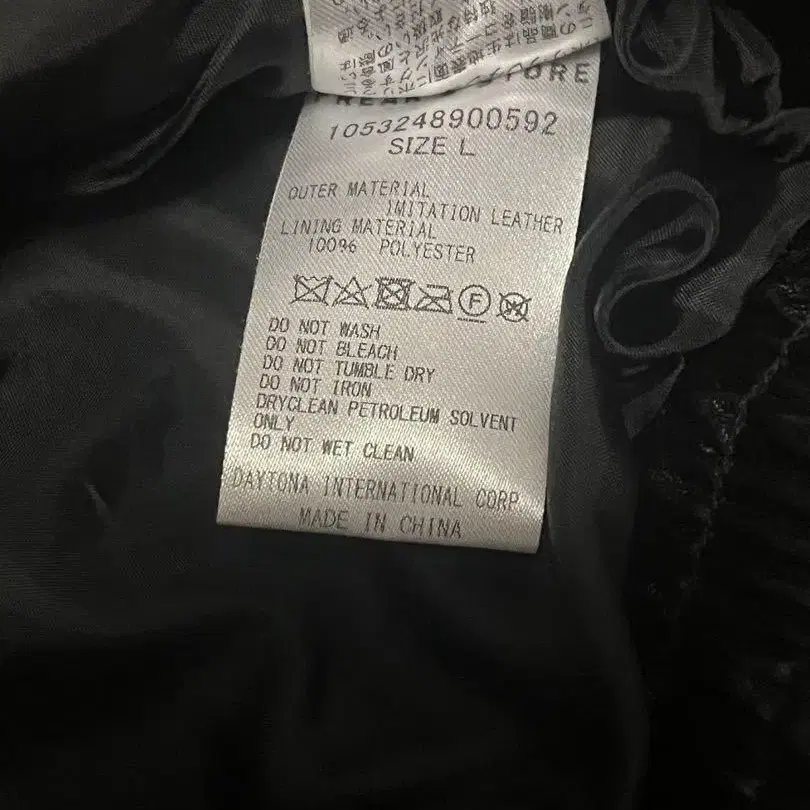 1053248900592
SIZE L
OUTER MATERIAL
IMITATION LEATHER
LINING MATERIAL
100% POLYESTER
F
DO NOT WASH
DO NOT BLEACH
DO NOT TUMBLE DRY
DO NOT IRON
DRYCLEAN PETROLEUM SOLVENT
ONLY
DO NOT WET CLEAN
DAYTONA INTERNATIONAL CORP.
MADE IN CHINA